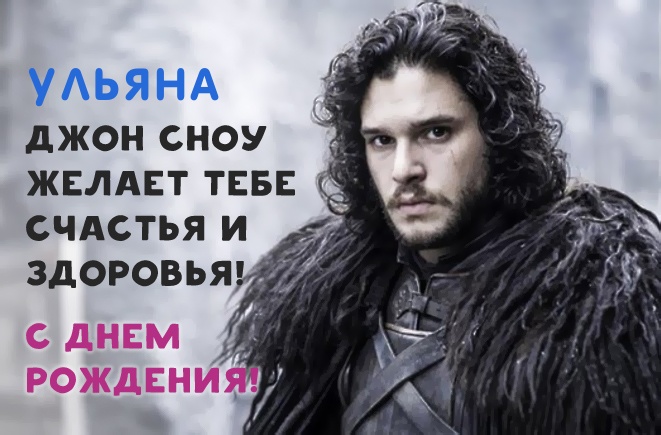 УЛЬЯНА
ДЖОН СНОУ
ЖЕЛАЕТ ТЕБЕ
СЧАСТЬЯ И
ЗДОРОВЬЯ!
С ДНЕМ
РОЖДЕНИЯ!